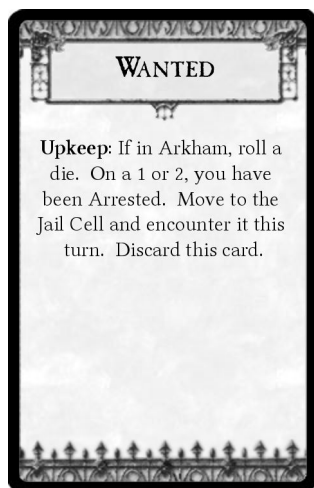 WANTED
Upkeep: If in Arkham, roll a
die. On a 1 or 2, you have
been Arrested. Move to the
Jail Cell and encounter it this
turn. Discard this card.